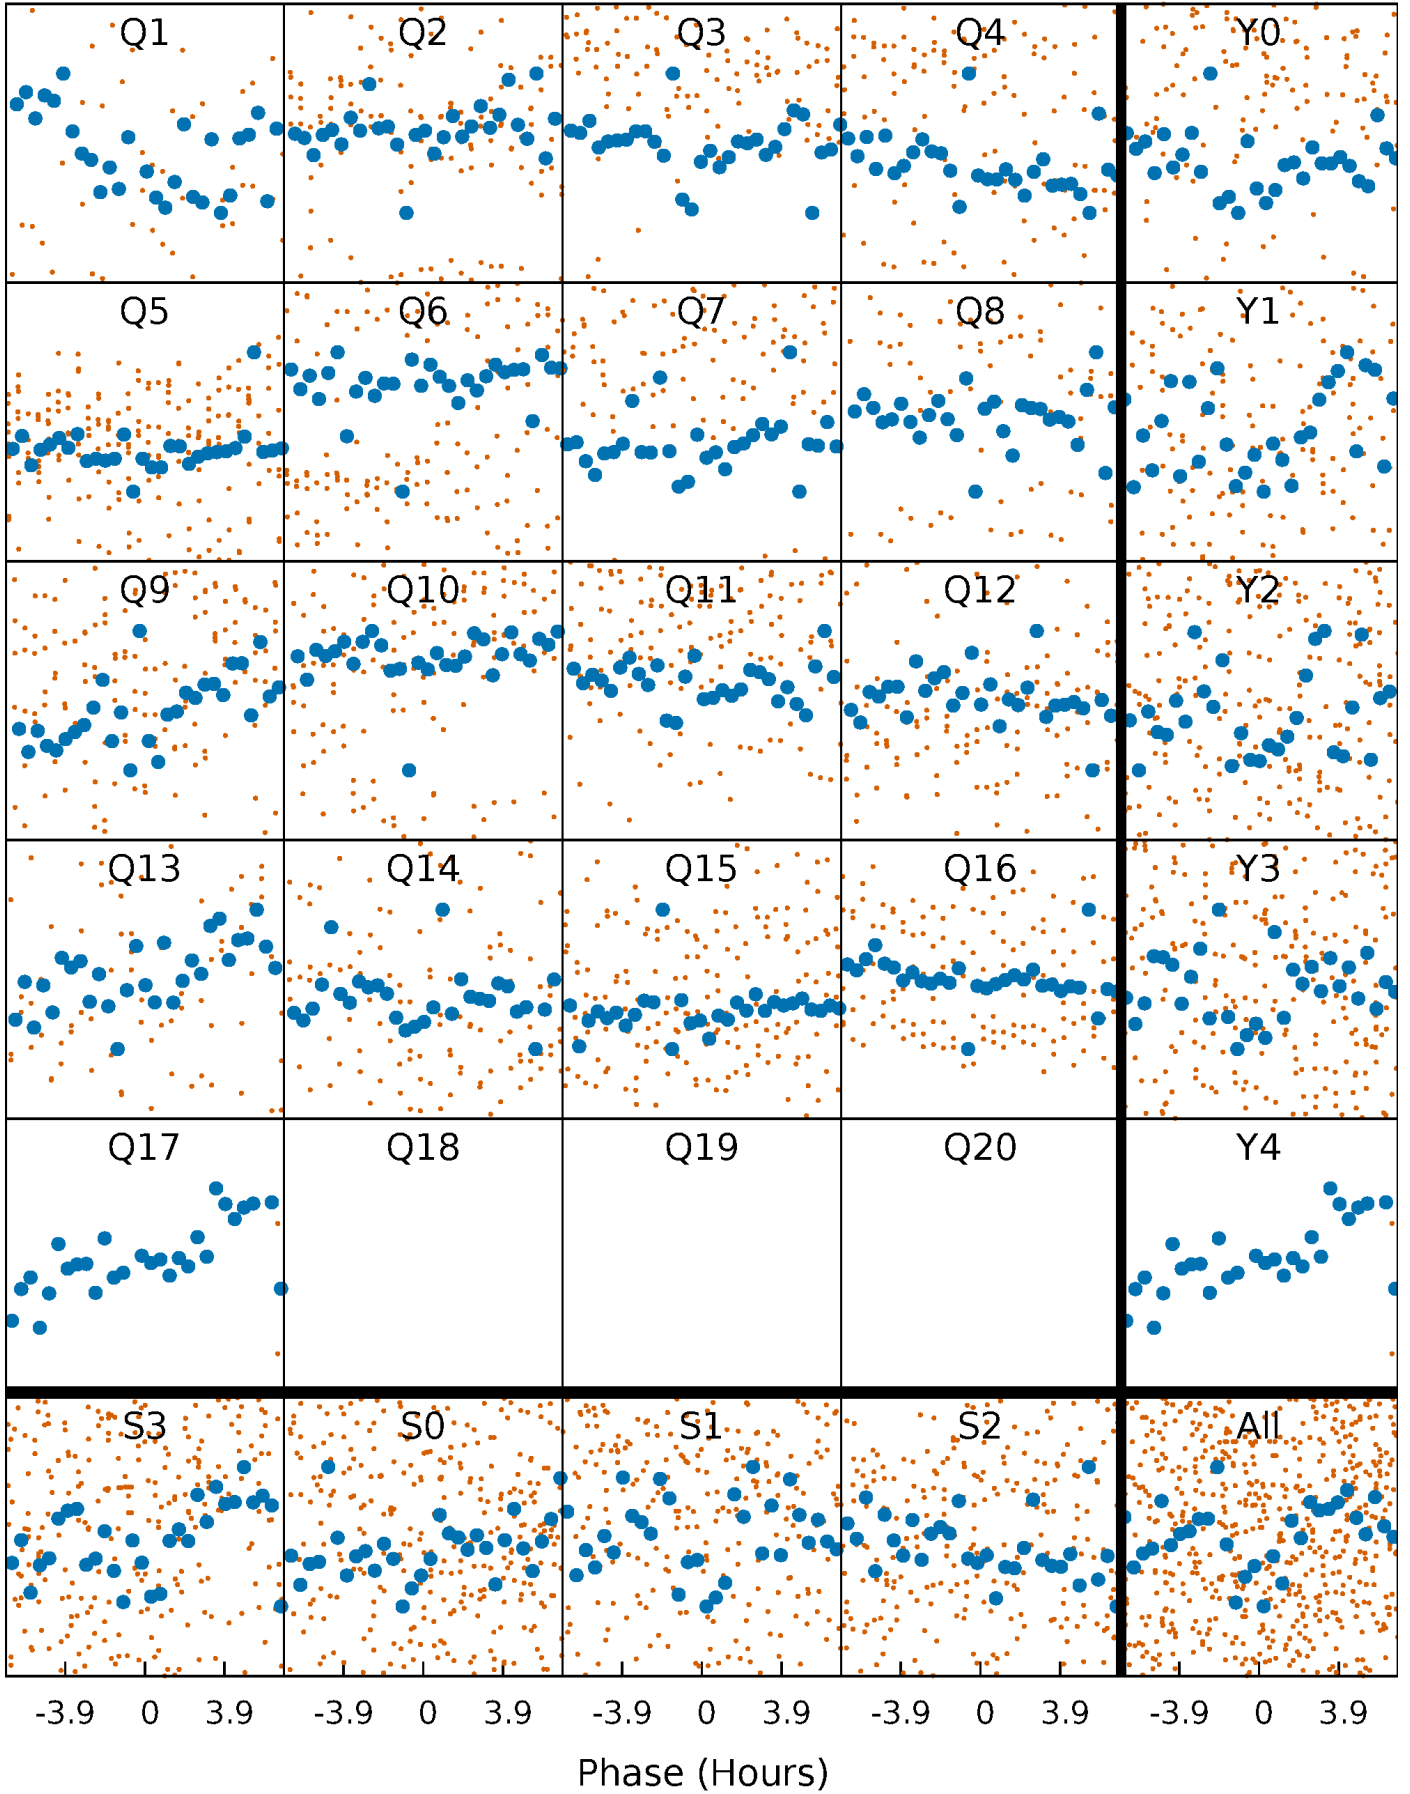 Q1 Q2 Q3 Q4 Y0
Q5 Q6 Q7 Q8 Y1
Q9 Q10 Q11 Q12 Y2
Q13 Q14 Q15 Q16 Y3
Q17 Q18 Q19 Q20 Y4
S3 S0 S1 S2 All
-3.9 0 3.9 -3.9 0 3.9 -3.9 0 3.9 -3.9 0 3.9 -3.9 0 3.9
Phase (Hours)